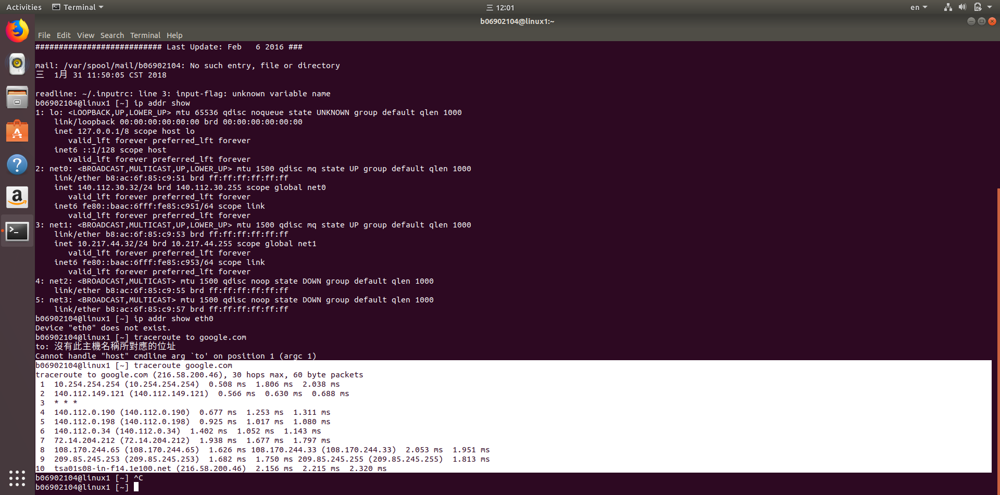 Activities Terminal 三 12:01 en
b06902104@linux1:~
File Edit View Search Terminal Help
########################### Last Update: Feb   6 2016 ###
mail: /var/spool/mail/b06902104: No such entry, file or directory
三  1月 31 11:50:05 CST 2018
readline: ~/.inputrc: line 3: input-flag: unknown variable name
b06902104@linux1 [~] ip addr show
1: lo: <LOOPBACK,UP,LOWER_UP> mtu 65536 qdisc noqueue state UNKNOWN group default qlen 1000
    link/loopback 00:00:00:00:00:00 brd 00:00:00:00:00:00
    inet 127.0.0.1/8 scope host lo
       valid_lft forever preferred_lft forever
    inet6 ::1/128 scope host
       valid_lft forever preferred_lft forever
2: net0: <BROADCAST,MULTICAST,UP,LOWER_UP> mtu 1500 qdisc mq state UP group default qlen 1000
    link/ether b8:ac:6f:85:c9:51 brd ff:ff:ff:ff:ff:ff
    inet 140.112.30.32/24 brd 140.112.30.255 scope global net0
       valid_lft forever preferred_lft forever
    inet6 fe80::baac:6fff:fe85:c951/64 scope link
       valid_lft forever preferred_lft forever
3: net1: <BROADCAST,MULTICAST,UP,LOWER_UP> mtu 1500 qdisc mq state UP group default qlen 1000
    link/ether b8:ac:6f:85:c9:53 brd ff:ff:ff:ff:ff:ff
    inet 10.217.44.32/24 brd 10.217.44.255 scope global net1
       valid_lft forever preferred_lft forever
    inet6 fe80::baac:6fff:fe85:c953/64 scope link
       valid_lft forever preferred_lft forever
4: net2: <BROADCAST,MULTICAST> mtu 1500 qdisc noop state DOWN group default qlen 1000
    link/ether b8:ac:6f:85:c9:55 brd ff:ff:ff:ff:ff:ff
5: net3: <BROADCAST,MULTICAST> mtu 1500 qdisc noop state DOWN group default qlen 1000
    link/ether b8:ac:6f:85:c9:57 brd ff:ff:ff:ff:ff:ff
b06902104@linux1 [~] ip addr show eth0
Device "eth0" does not exist.
b06902104@linux1 [~] traceroute to google.com
to: 沒有此主機名稱所對應的位址
Cannot handle "host" cmdline arg `to' on position 1 (argc 1)
b06902104@linux1 [~] traceroute google.com
traceroute to google.com (216.58.200.46), 30 hops max, 60 byte packets
 1  10.254.254.254 (10.254.254.254)  0.508 ms  1.806 ms  2.038 ms
 2  140.112.149.121 (140.112.149.121)  0.566 ms  0.630 ms  0.688 ms
 3  * * *
 4  140.112.0.190 (140.112.0.190)  0.677 ms  1.253 ms  1.311 ms
 5  140.112.0.198 (140.112.0.198)  0.925 ms  1.017 ms  1.080 ms
 6  140.112.0.34 (140.112.0.34)  1.402 ms  1.052 ms  1.143 ms
 7  72.14.204.212 (72.14.204.212)  1.938 ms  1.677 ms  1.797 ms
 8  108.170.244.65 (108.170.244.65)  1.626 ms 108.170.244.33 (108.170.244.33)  2.053 ms  1.951 ms
 9  209.85.245.253 (209.85.245.253)  1.682 ms  1.750 ms 209.85.245.255 (209.85.245.255)  1.813 ms
10  tsa01s08-in-f14.1e100.net (216.58.200.46)  2.156 ms  2.215 ms  2.320 ms
b06902104@linux1 [~] ^C
b06902104@linux1 [~]